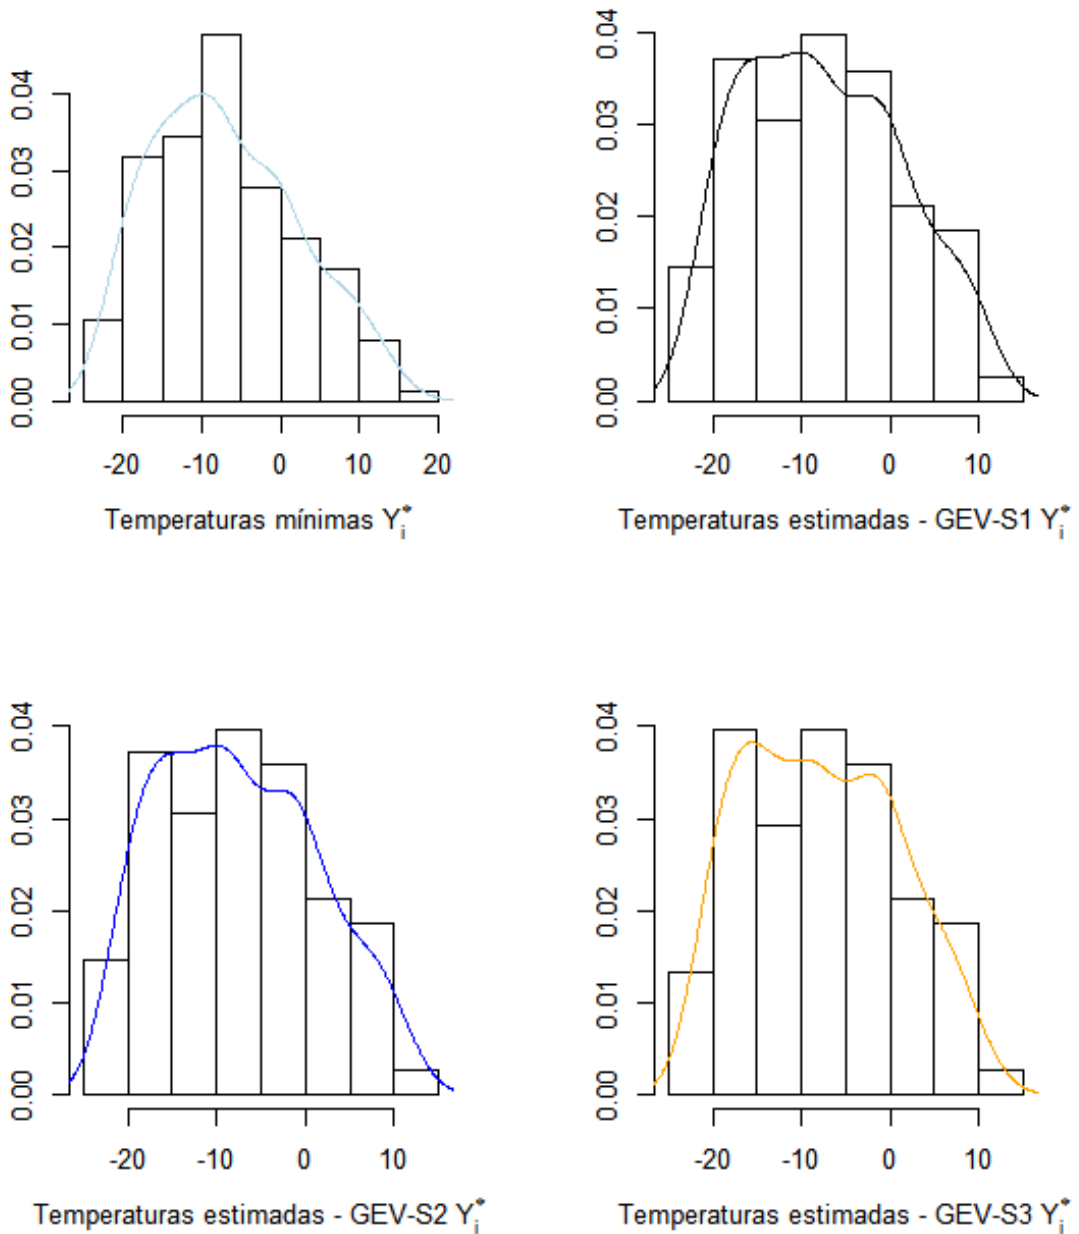 0.00 0.01 0.02 0.03 0.04
-20 -10 0 10 20
Temperaturas mínimas Y*i
0.00 0.01 0.02 0.03 0.04
-20 -10 0 10
Temperaturas estimadas - GEV-S1 Y*i
0.00 0.01 0.02 0.03 0.04
-20 -10 0 10
Temperaturas estimadas - GEV-S2 Y*i
0.00 0.01 0.02 0.03 0.04
-20 -10 0 10
Temperaturas estimadas - GEV-S3 Y*i